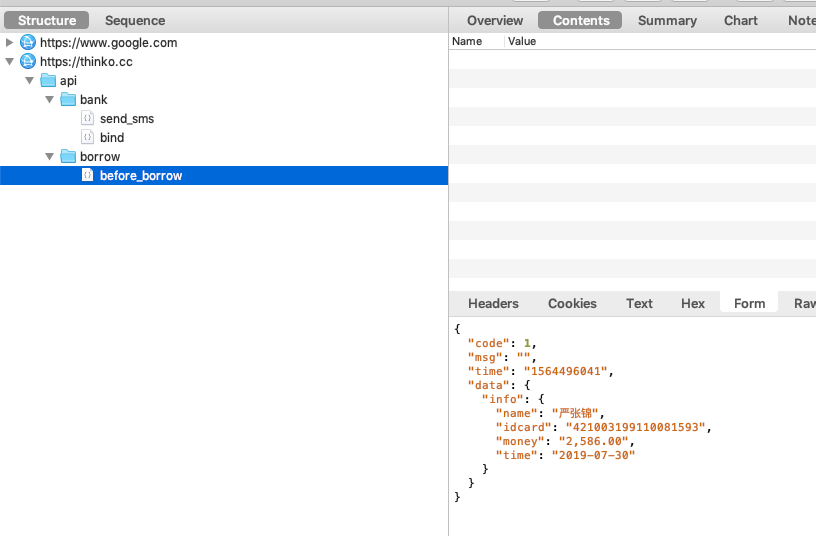 Structure Sequence
Overview Contents Summary Chart
https://www.google.com
https://thinko.cc
api
bank
send_sms
bind
borrow
before_borrow
Name Value
Headers Cookies Text Hex Form
{
"code": 1,
"msg": "",
"time": "1564496041",
"data": {
"info": {
"name": "严张锦",
"idcard": "421003199110081593",
"money": "2,586.00",
"time": "2019-07-30"
}
}
}